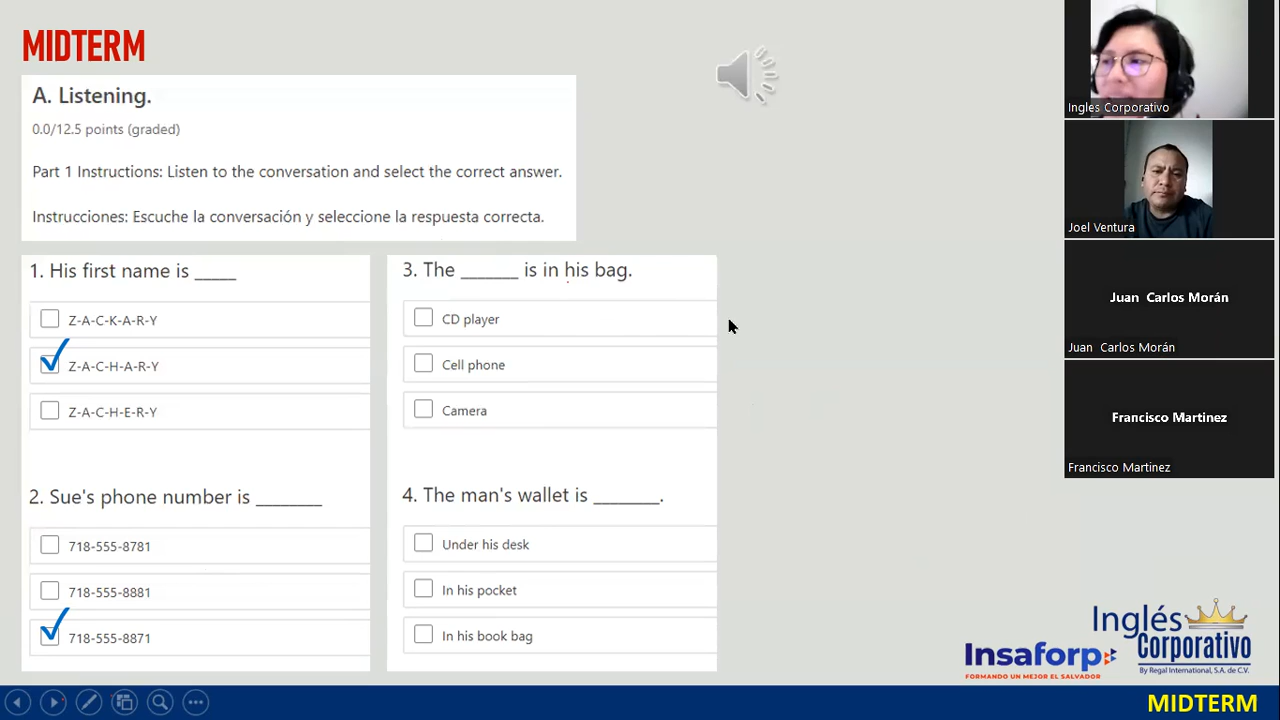 MIDTERM
A. Listening.
0.0/12.5 points (graded)
Part 1 Instructions: Listen to the conversation and select the correct answer.
Instrucciones: Escuche la conversación y seleccione la respuesta correcta.
1. His first name is _____
Z-A-C-K-A-R-Y
Z-A-C-H-A-R-Y
Z-A-C-H-E-R-Y
2. Sue's phone number is ________
718-555-8781
718-555-8881
718-555-8871
3. The _______ is in his bag.
CD player
Cell phone
Camera
4. The man's wallet is ________.
Under his desk
In his pocket
In his book bag
Ingles Corporativo
Joel Ventura
Juan Carlos Morán
Juan Carlos Morán
Francisco Martinez
Francisco Martinez
Insaforp
FORMANDO UN MEJOR EL SALVADOR
Inglés
Corporativo
By Regal International, S.A. de C.V.
MIDTERM